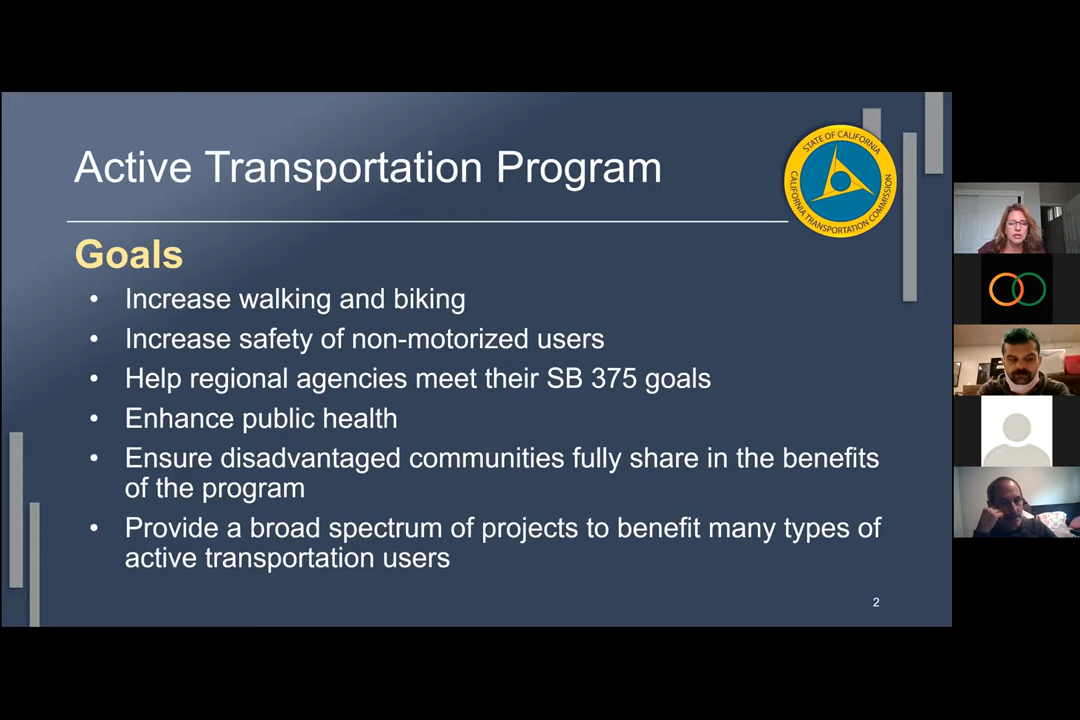 Active Transportation Program
STATE OF CALIFORNIA
CALIFORNIA TRANSPORTATION COMMISSION
Goals
• Increase walking and biking
• Increase safety of non-motorized users
• Help regional agencies meet their SB 375 goals
• Enhance public health
• Ensure disadvantaged communities fully share in the benefits
of the program
• Provide a broad spectrum of projects to benefit many types of
active transportation users
2